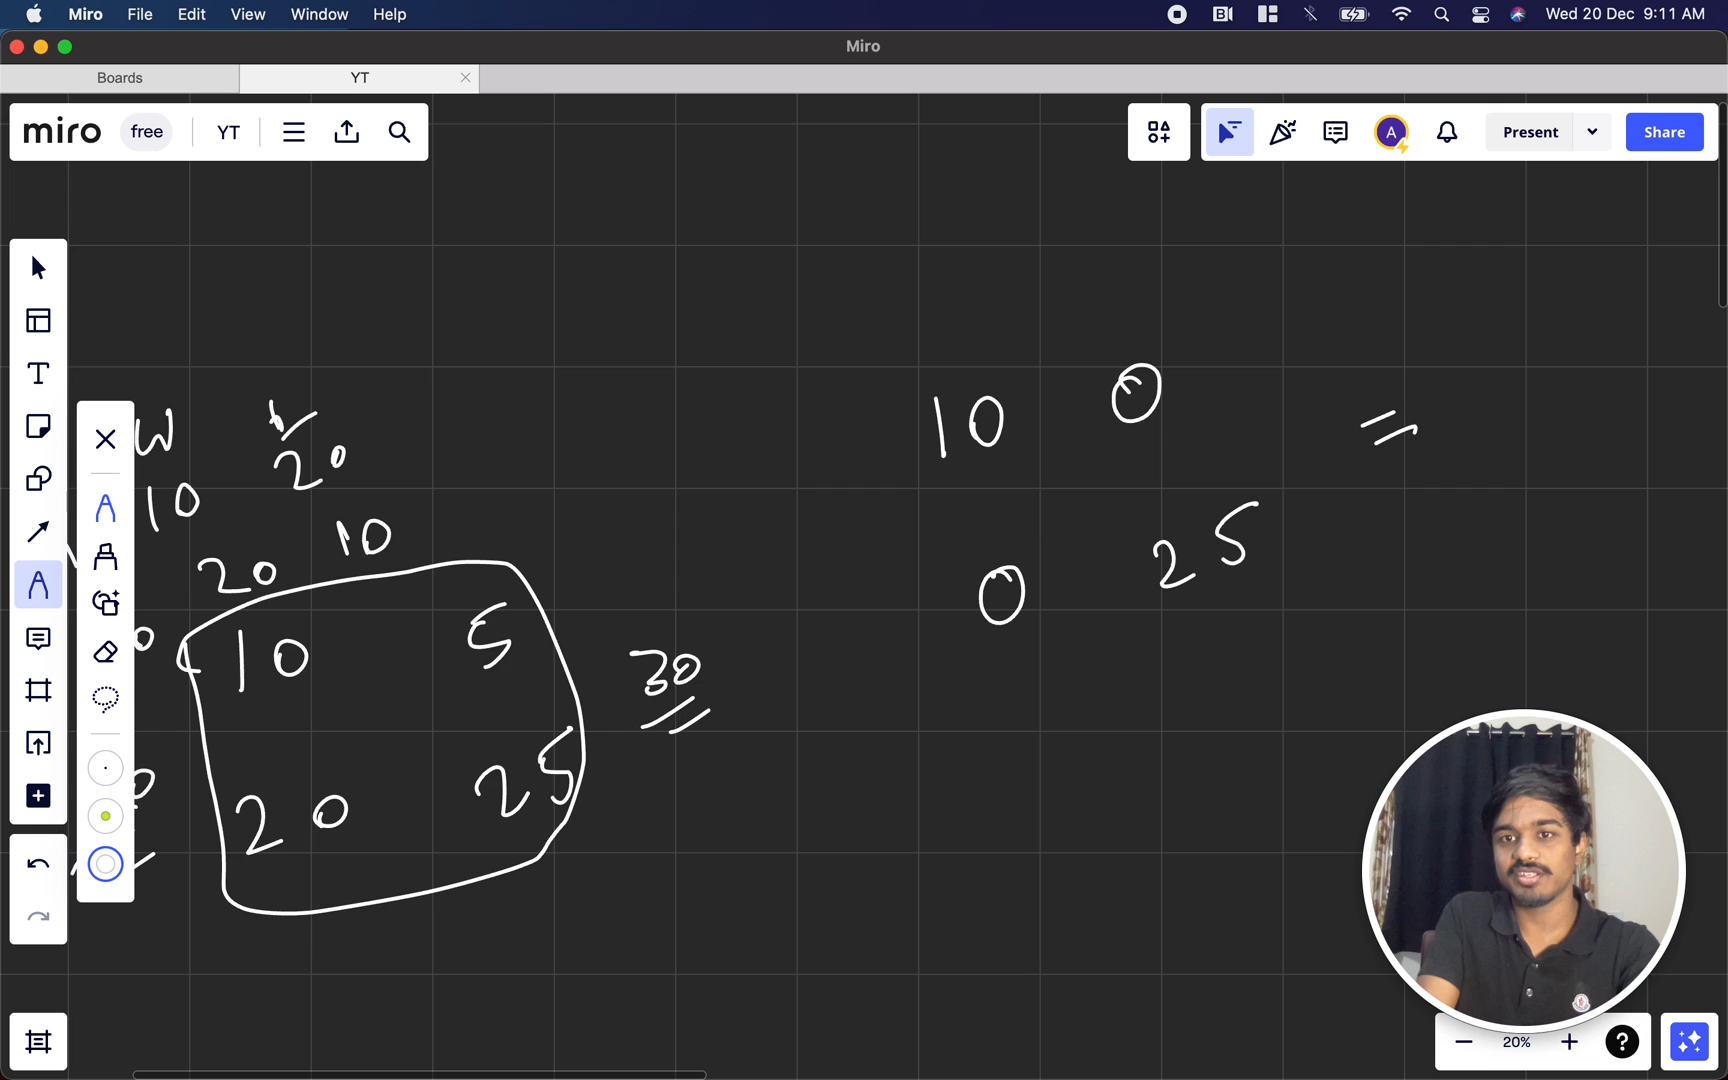 Miro File Edit View Window Help Wed 20 Dec 9:11 AM
Miro
Boards YT
miro free YT Present Share
A
T
W
20
10
10
20
10 5
20 25
30
10 0 =
0 25
0
20%
?